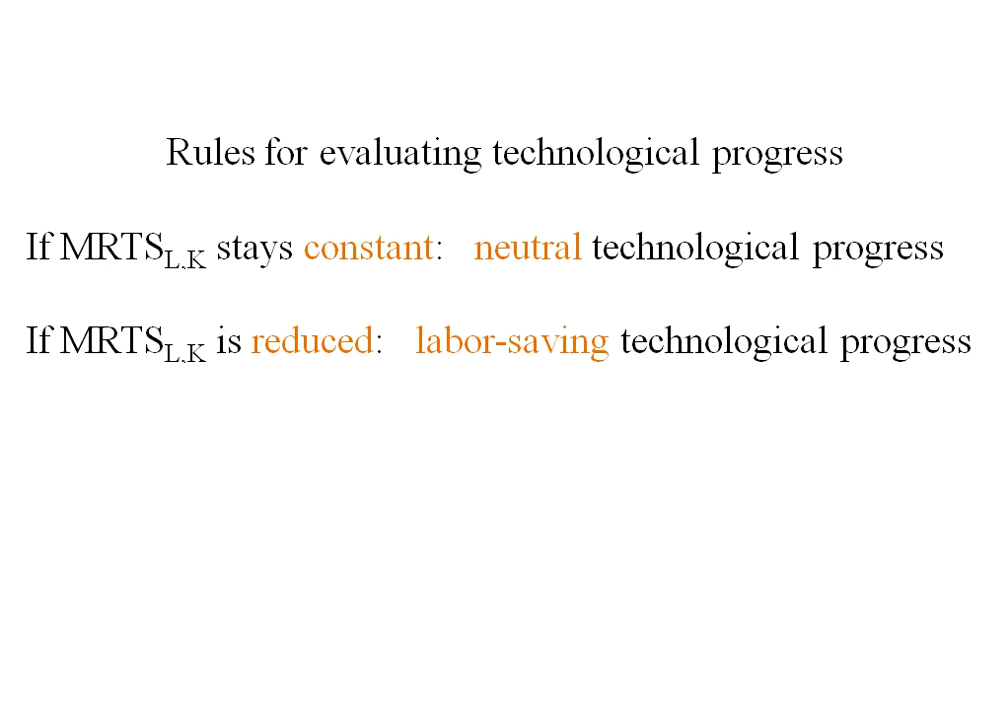 Rules for evaluating technological progress
If MRTSL,K stays constant: neutral technological progress
If MRTSL,K is reduced: labor-saving technological progress